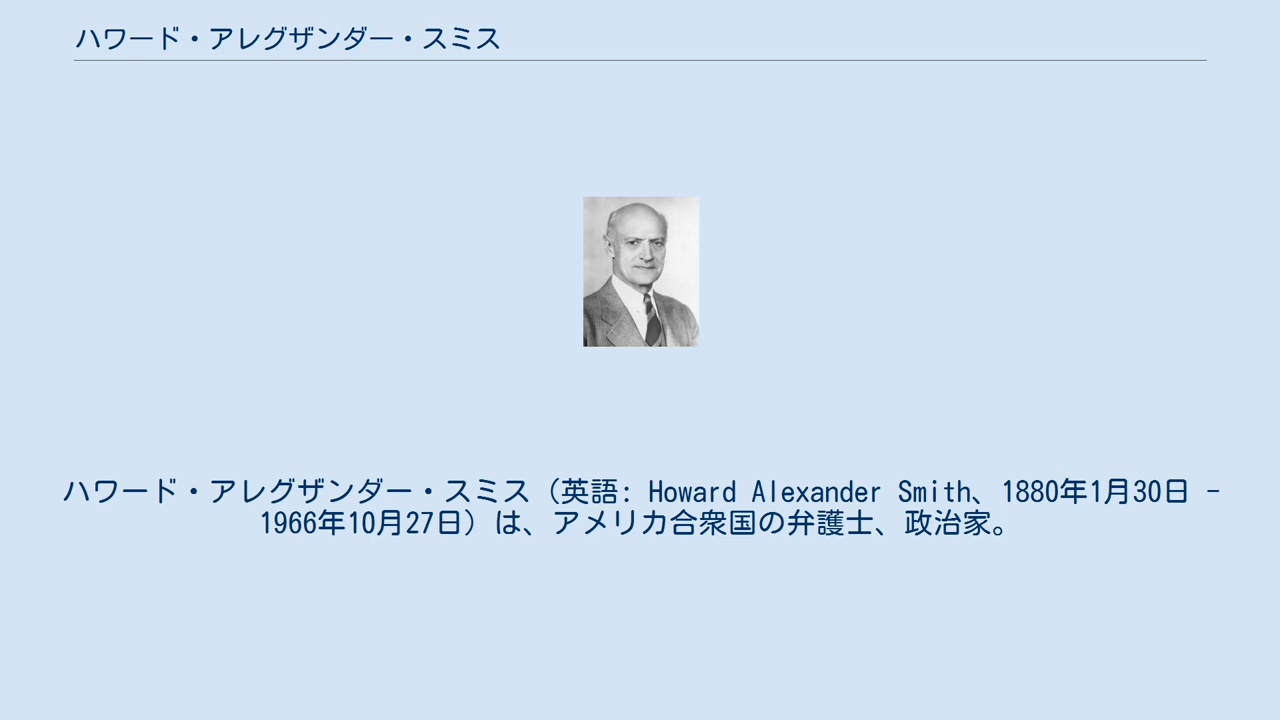 ハワード・アレグザンダー・スミス
ハワード・アレグザンダー・スミス（英語: Howard Alexander Smith、1880年1月30日 -
1966年10月27日）は、アメリカ合衆国の弁護士、政治家。